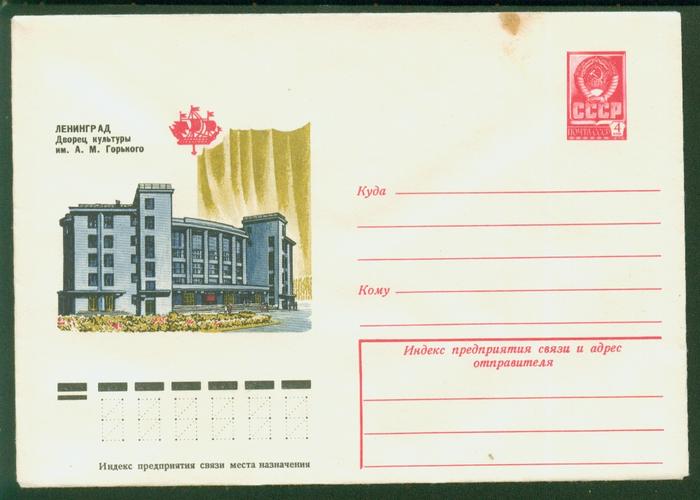 ЛЕНИНГРАД
Дворец культуры
им. А. М. Горького
СССР
ПОЧТА СССР
4
Куда
Кому
Индекс предприятия связи и адрес
отправителя
Индекс предприятия связи места назначения